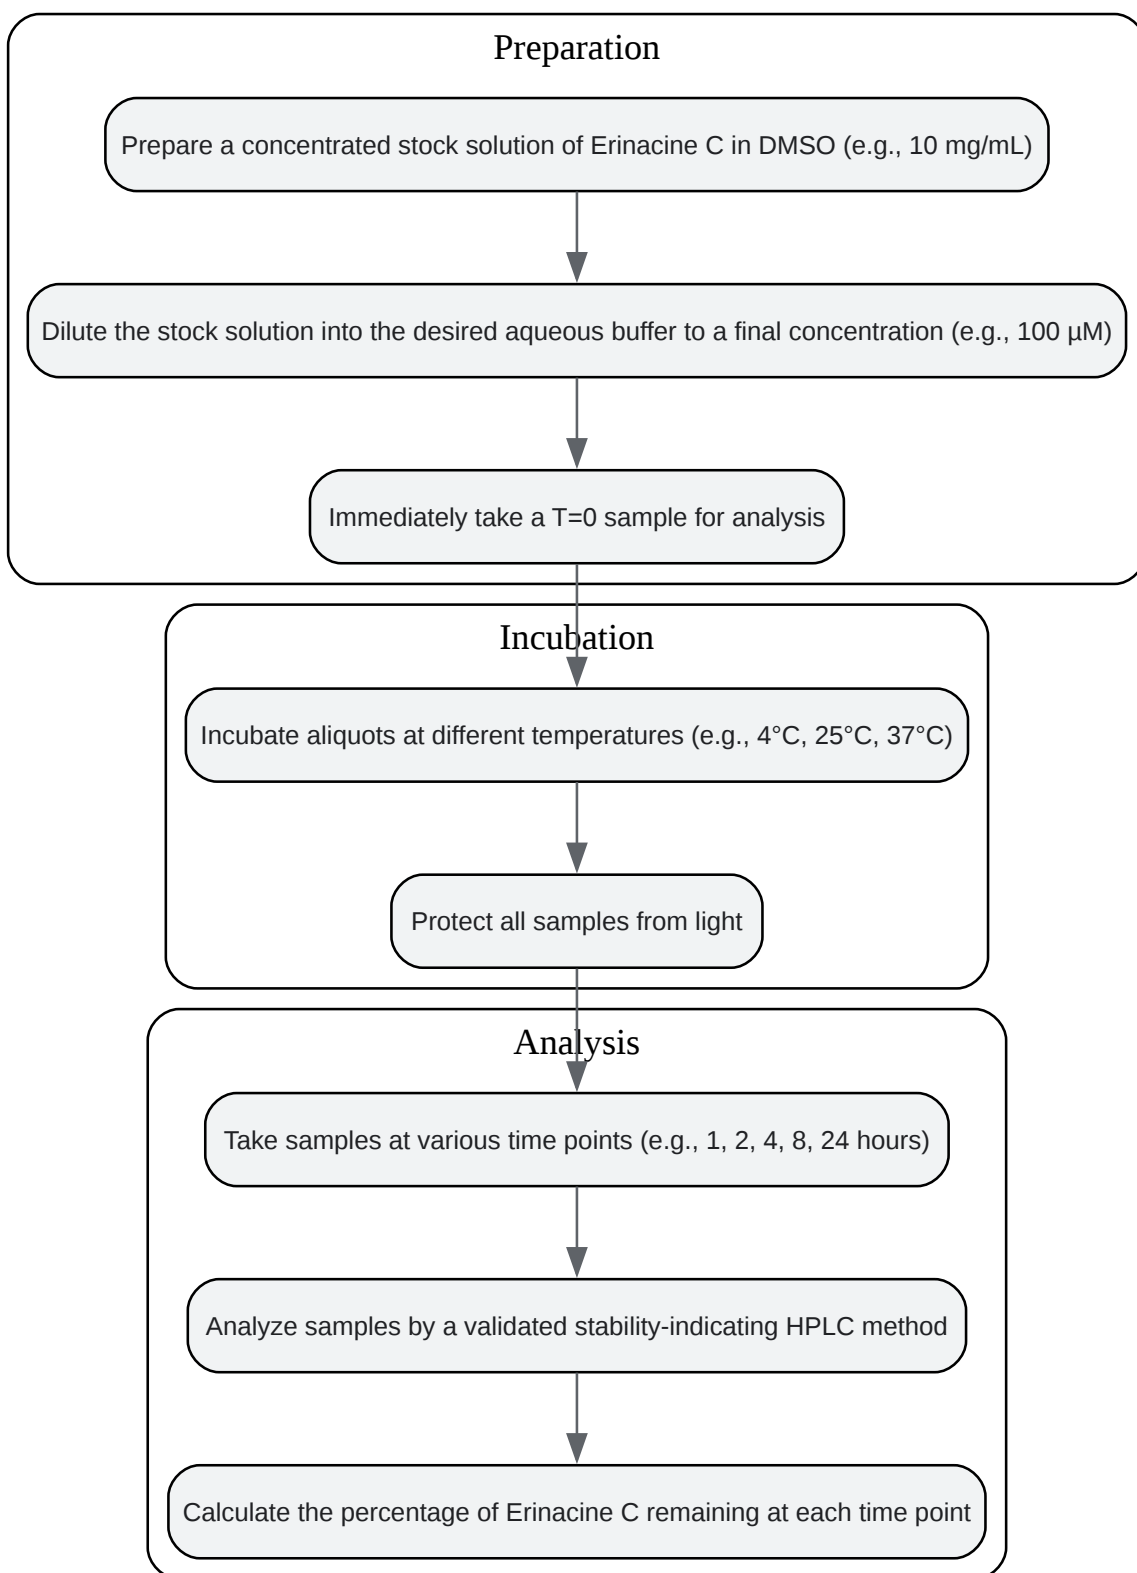 Preparation
Prepare a concentrated stock solution of Erinacine C in DMSO (e.g., 10 mg/mL)
Dilute the stock solution into the desired aqueous buffer to a final concentration (e.g., 100 µM)
Immediately take a T=0 sample for analysis
Incubation
Incubate aliquots at different temperatures (e.g., 4°C, 25°C, 37°C)
Protect all samples from light
Analysis
Take samples at various time points (e.g., 1, 2, 4, 8, 24 hours)
Analyze samples by a validated stability-indicating HPLC method
Calculate the percentage of Erinacine C remaining at each time point